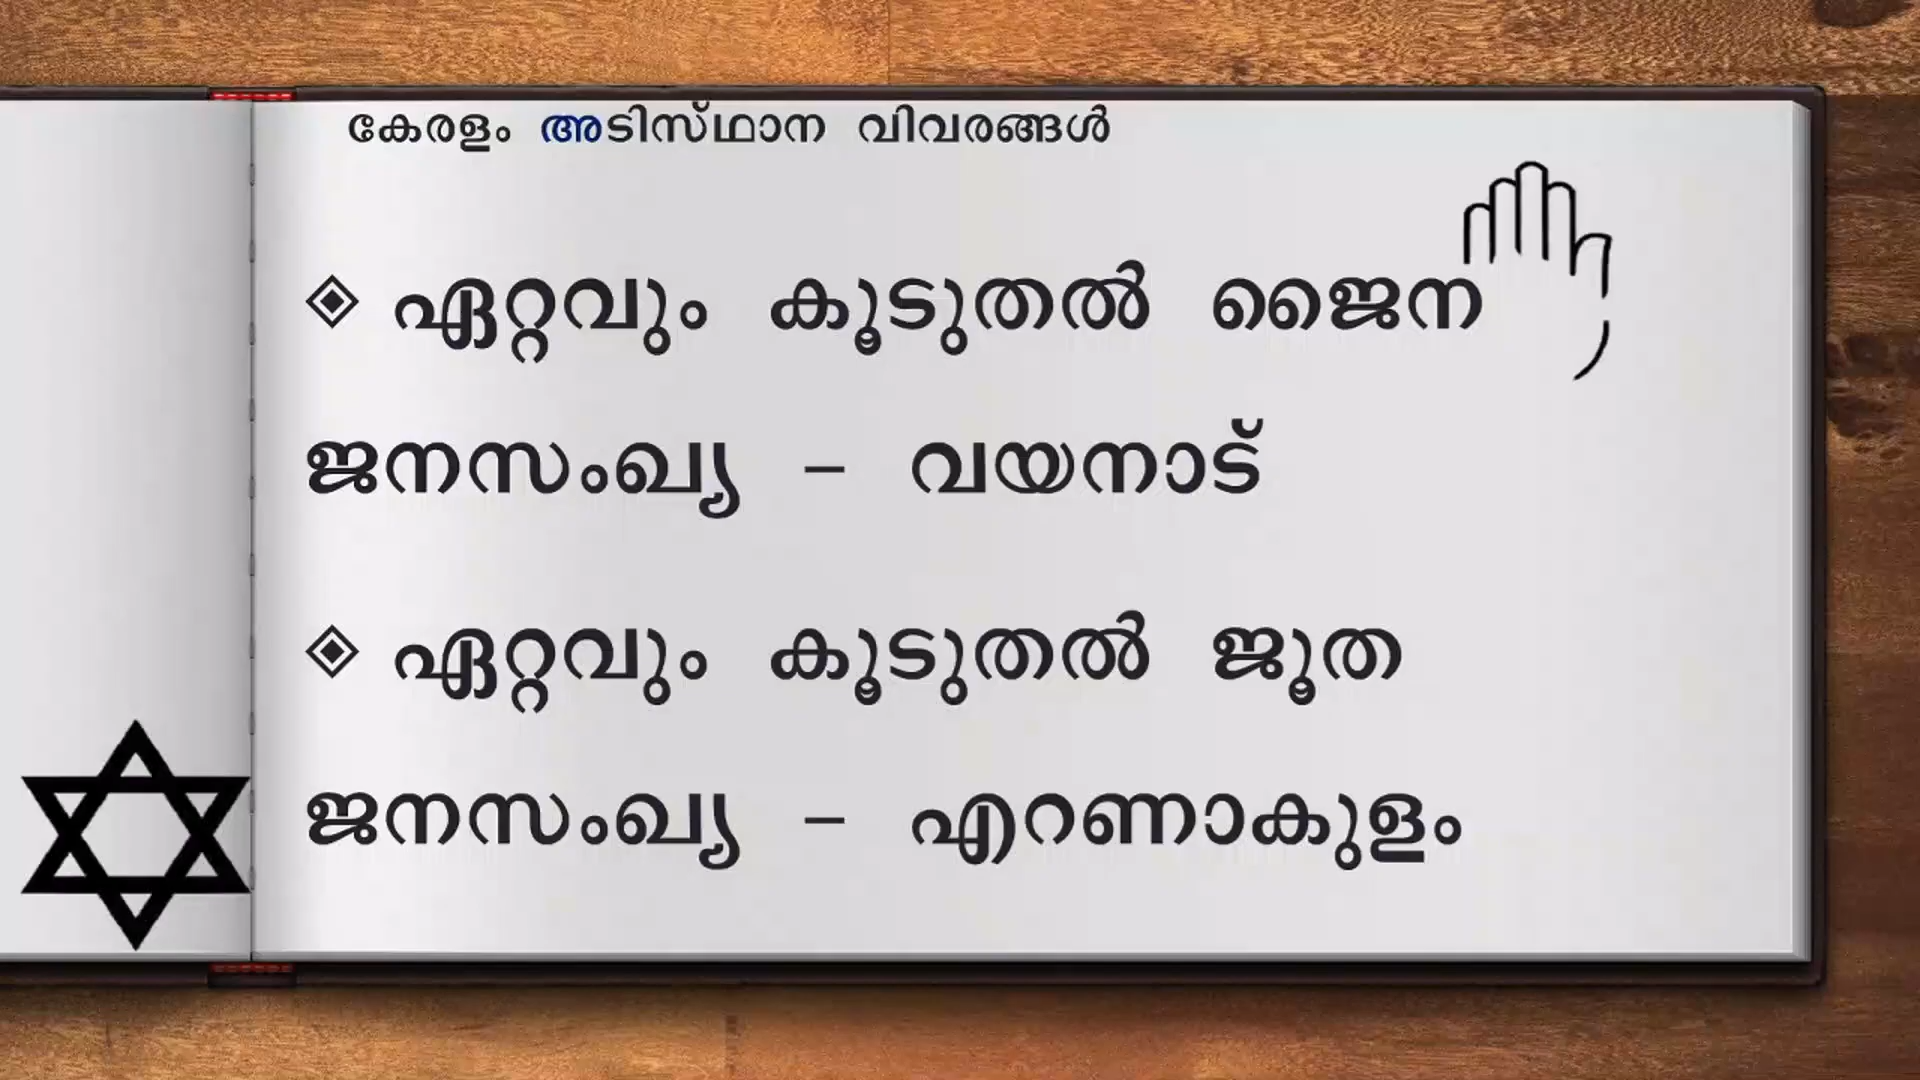 കേരളം അടിസ്ഥാന വിവരങ്ങൾ
◈ ഏറ്റവും കൂടുതൽ ജൈന
ജനസംഖ്യ - വയനാട്
◈ ഏറ്റവും കൂടുതൽ ജൂത
ജനസംഖ്യ - എറണാകുളം